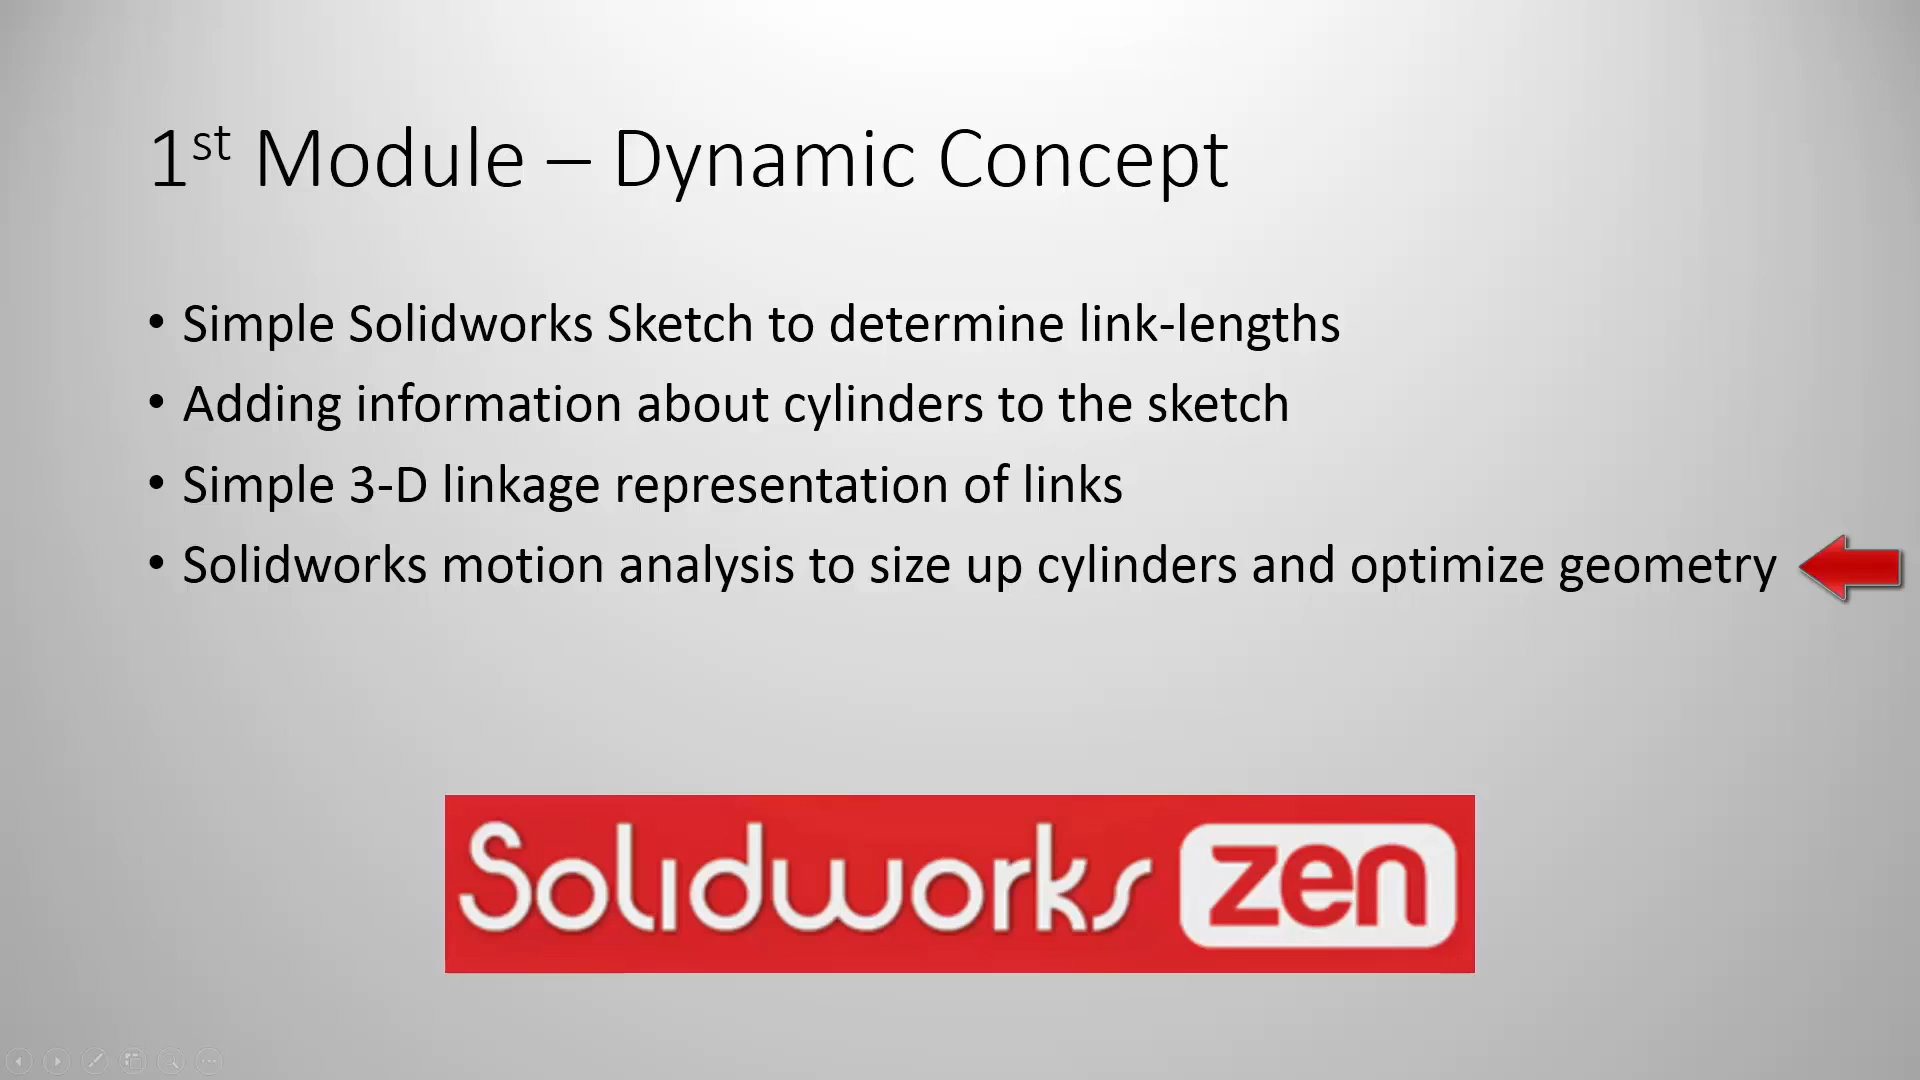 1st Module – Dynamic Concept
• Simple Solidworks Sketch to determine link-lengths
• Adding information about cylinders to the sketch
• Simple 3-D linkage representation of links
• Solidworks motion analysis to size up cylinders and optimize geometry
Solidworks zen